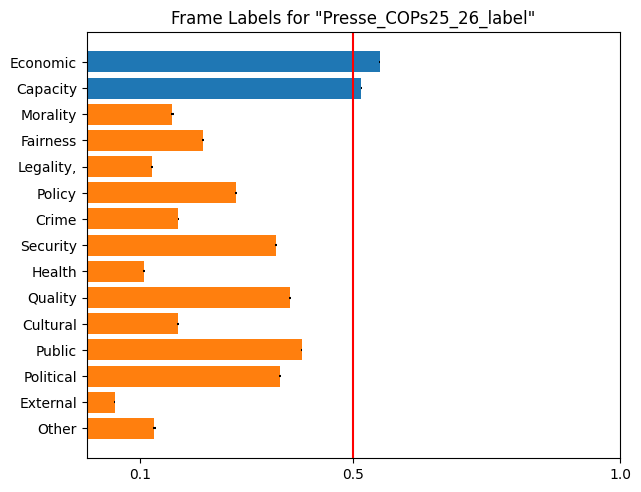 Frame Labels for "Presse_COPs25_26_label"
Economic
Capacity
Morality
Fairness
Legality,
Policy
Crime
Security
Health
Quality
Cultural
Public
Political
External
Other
0.1 0.5 1.0